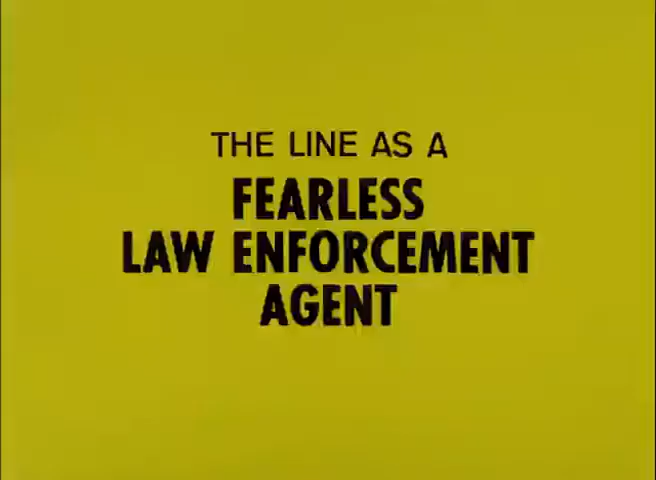 THE LINE AS A
FEARLESS
LAW ENFORCEMENT
AGENT